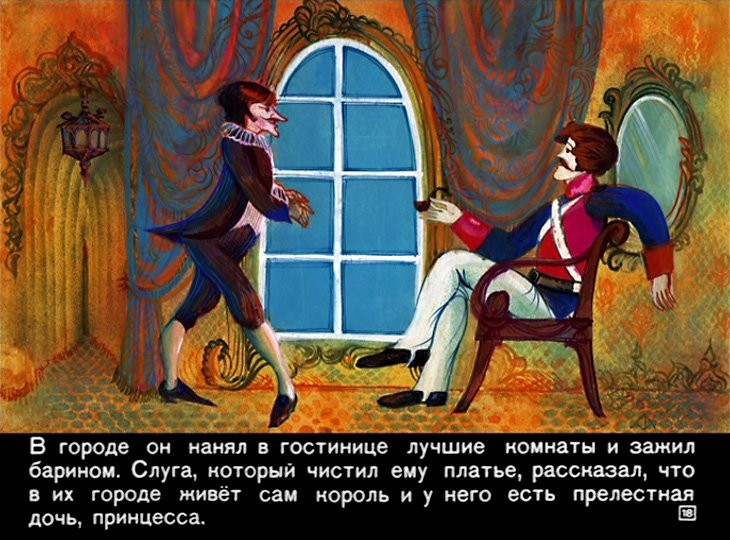 В городе он нанял в гостинице лучшие комнаты и зажил
барином. Слуга, который чистил ему платье, рассказал, что
в их городе живёт сам король и у него есть прелестная
дочь, принцесса.
18